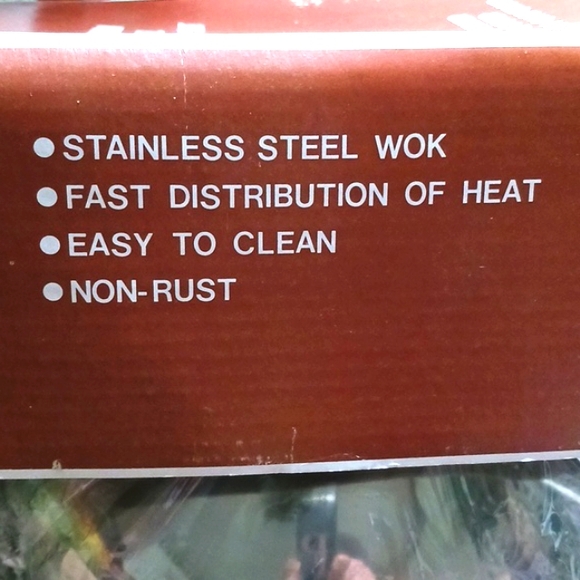 ● STAINLESS STEEL WOK
● FAST DISTRIBUTION OF HEAT
● EASY TO CLEAN
● NON-RUST